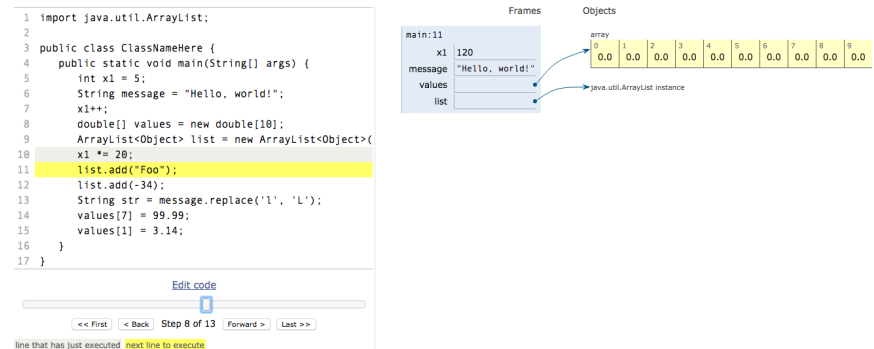 1 import java.util.ArrayList;
2
3 public class ClassNameHere {
4 public static void main(String[] args) {
5 int x1 = 5;
6 String message = "Hello, world!";
7 x1++;
8 double[] values = new double[10];
9 ArrayList<Object> list = new ArrayList<Object>(
10 x1 *= 20;
11 list.add("Foo");
12 list.add(-34);
13 String str = message.replace('l', 'L');
14 values[7] = 99.99;
15 values[1] = 3.14;
16 }
17 }
Edit code
<< First < Back Step 8 of 13 Forward > Last >>
line that has just executed next line to execute
Frames Objects
main:11
x1 120
message "Hello, world!"
values
list
array
0 1 2 3 4 5 6 7 8 9
0.0 0.0 0.0 0.0 0.0 0.0 0.0 0.0 0.0 0.0
java.util.ArrayList instance